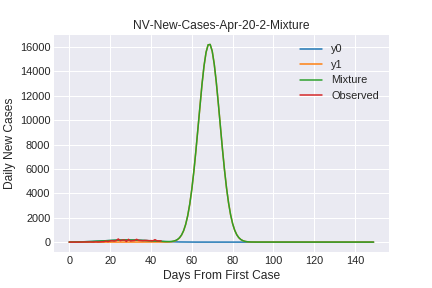 NV-New-Cases-Apr-20-2-Mixture
16000
14000
12000
10000
8000
6000
4000
2000
0
Daily New Cases
y0
y1
Mixture
Observed
0 20 40 60 80 100 120 140
Days From First Case